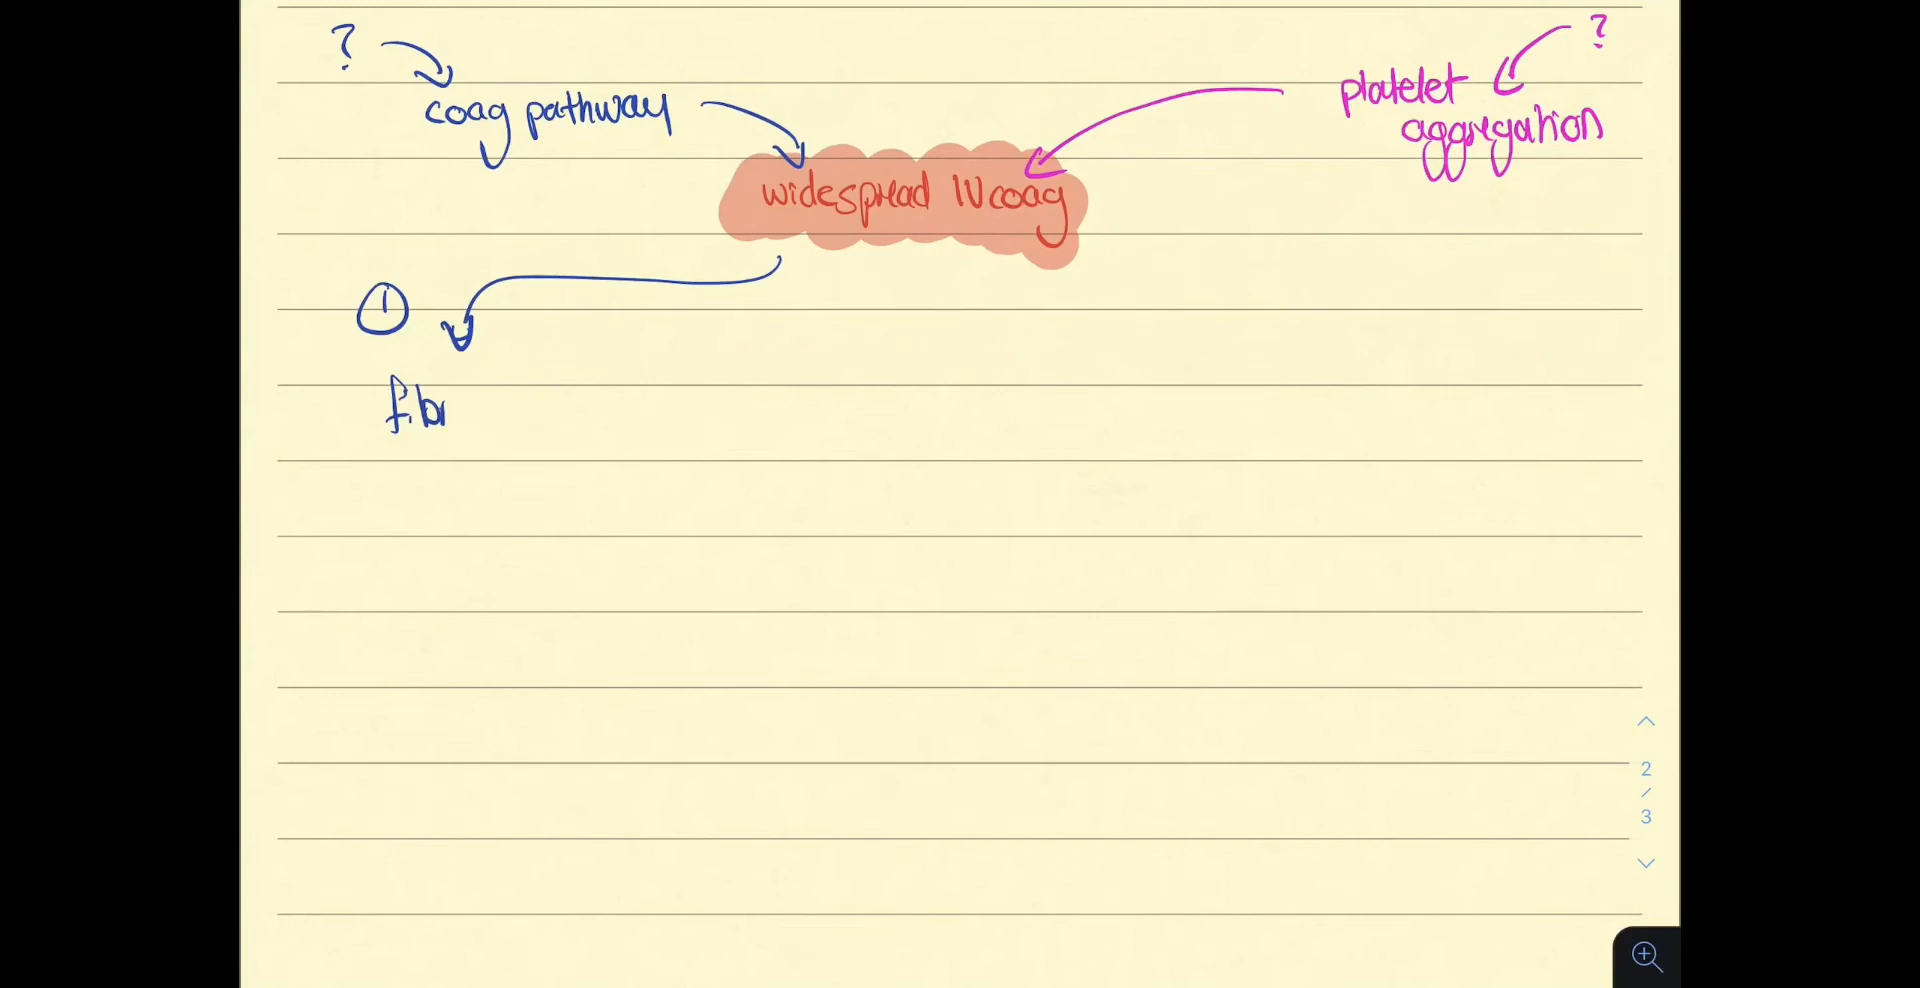 ?
?
coag pathway
platelet
aggregation
widespread IV coag
1
fibr
2
/
3